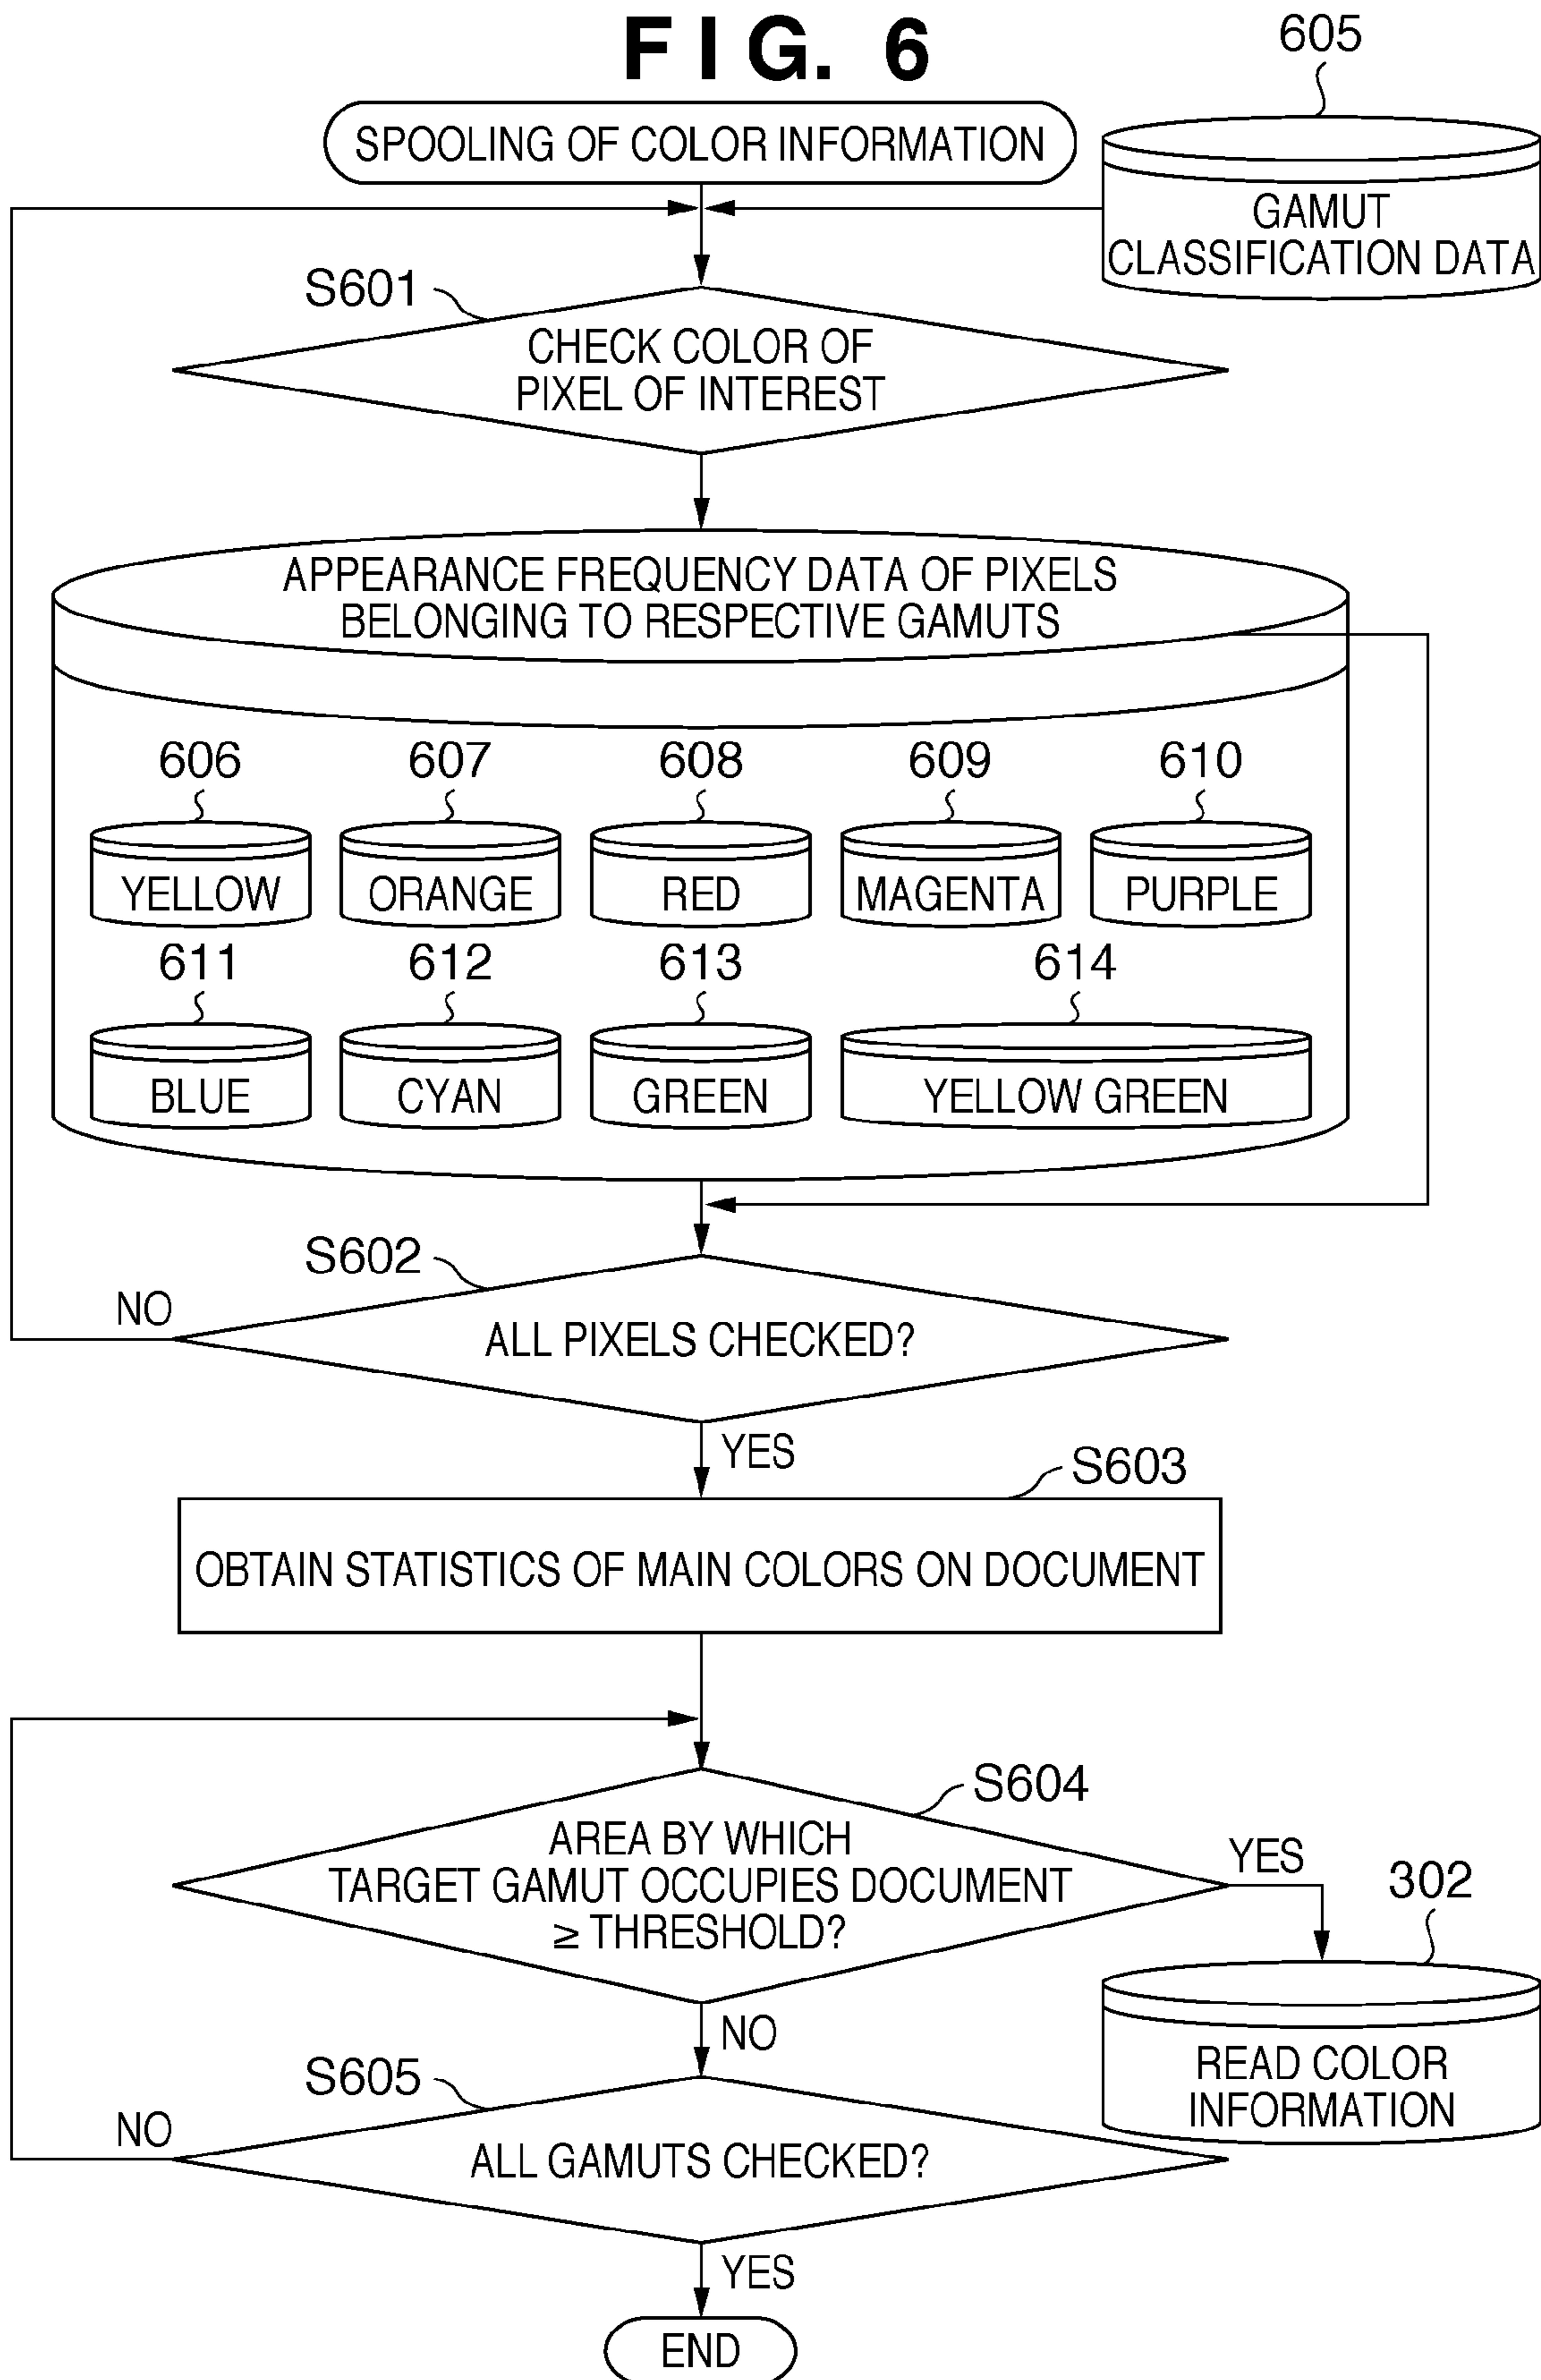 FIG. 6
605
SPOOLING OF COLOR INFORMATION
GAMUT
CLASSIFICATION DATA
S601
CHECK COLOR OF
PIXEL OF INTEREST
APPEARANCE FREQUENCY DATA OF PIXELS
BELONGING TO RESPECTIVE GAMUTS
606 607 608 609 610
YELLOW ORANGE RED MAGENTA PURPLE
611 612 613 614
BLUE CYAN GREEN YELLOW GREEN
S602
NO
ALL PIXELS CHECKED?
YES
S603
OBTAIN STATISTICS OF MAIN COLORS ON DOCUMENT
S604
AREA BY WHICH
TARGET GAMUT OCCUPIES DOCUMENT
≥ THRESHOLD?
YES
302
NO
READ COLOR
INFORMATION
S605
NO
ALL GAMUTS CHECKED?
YES
END